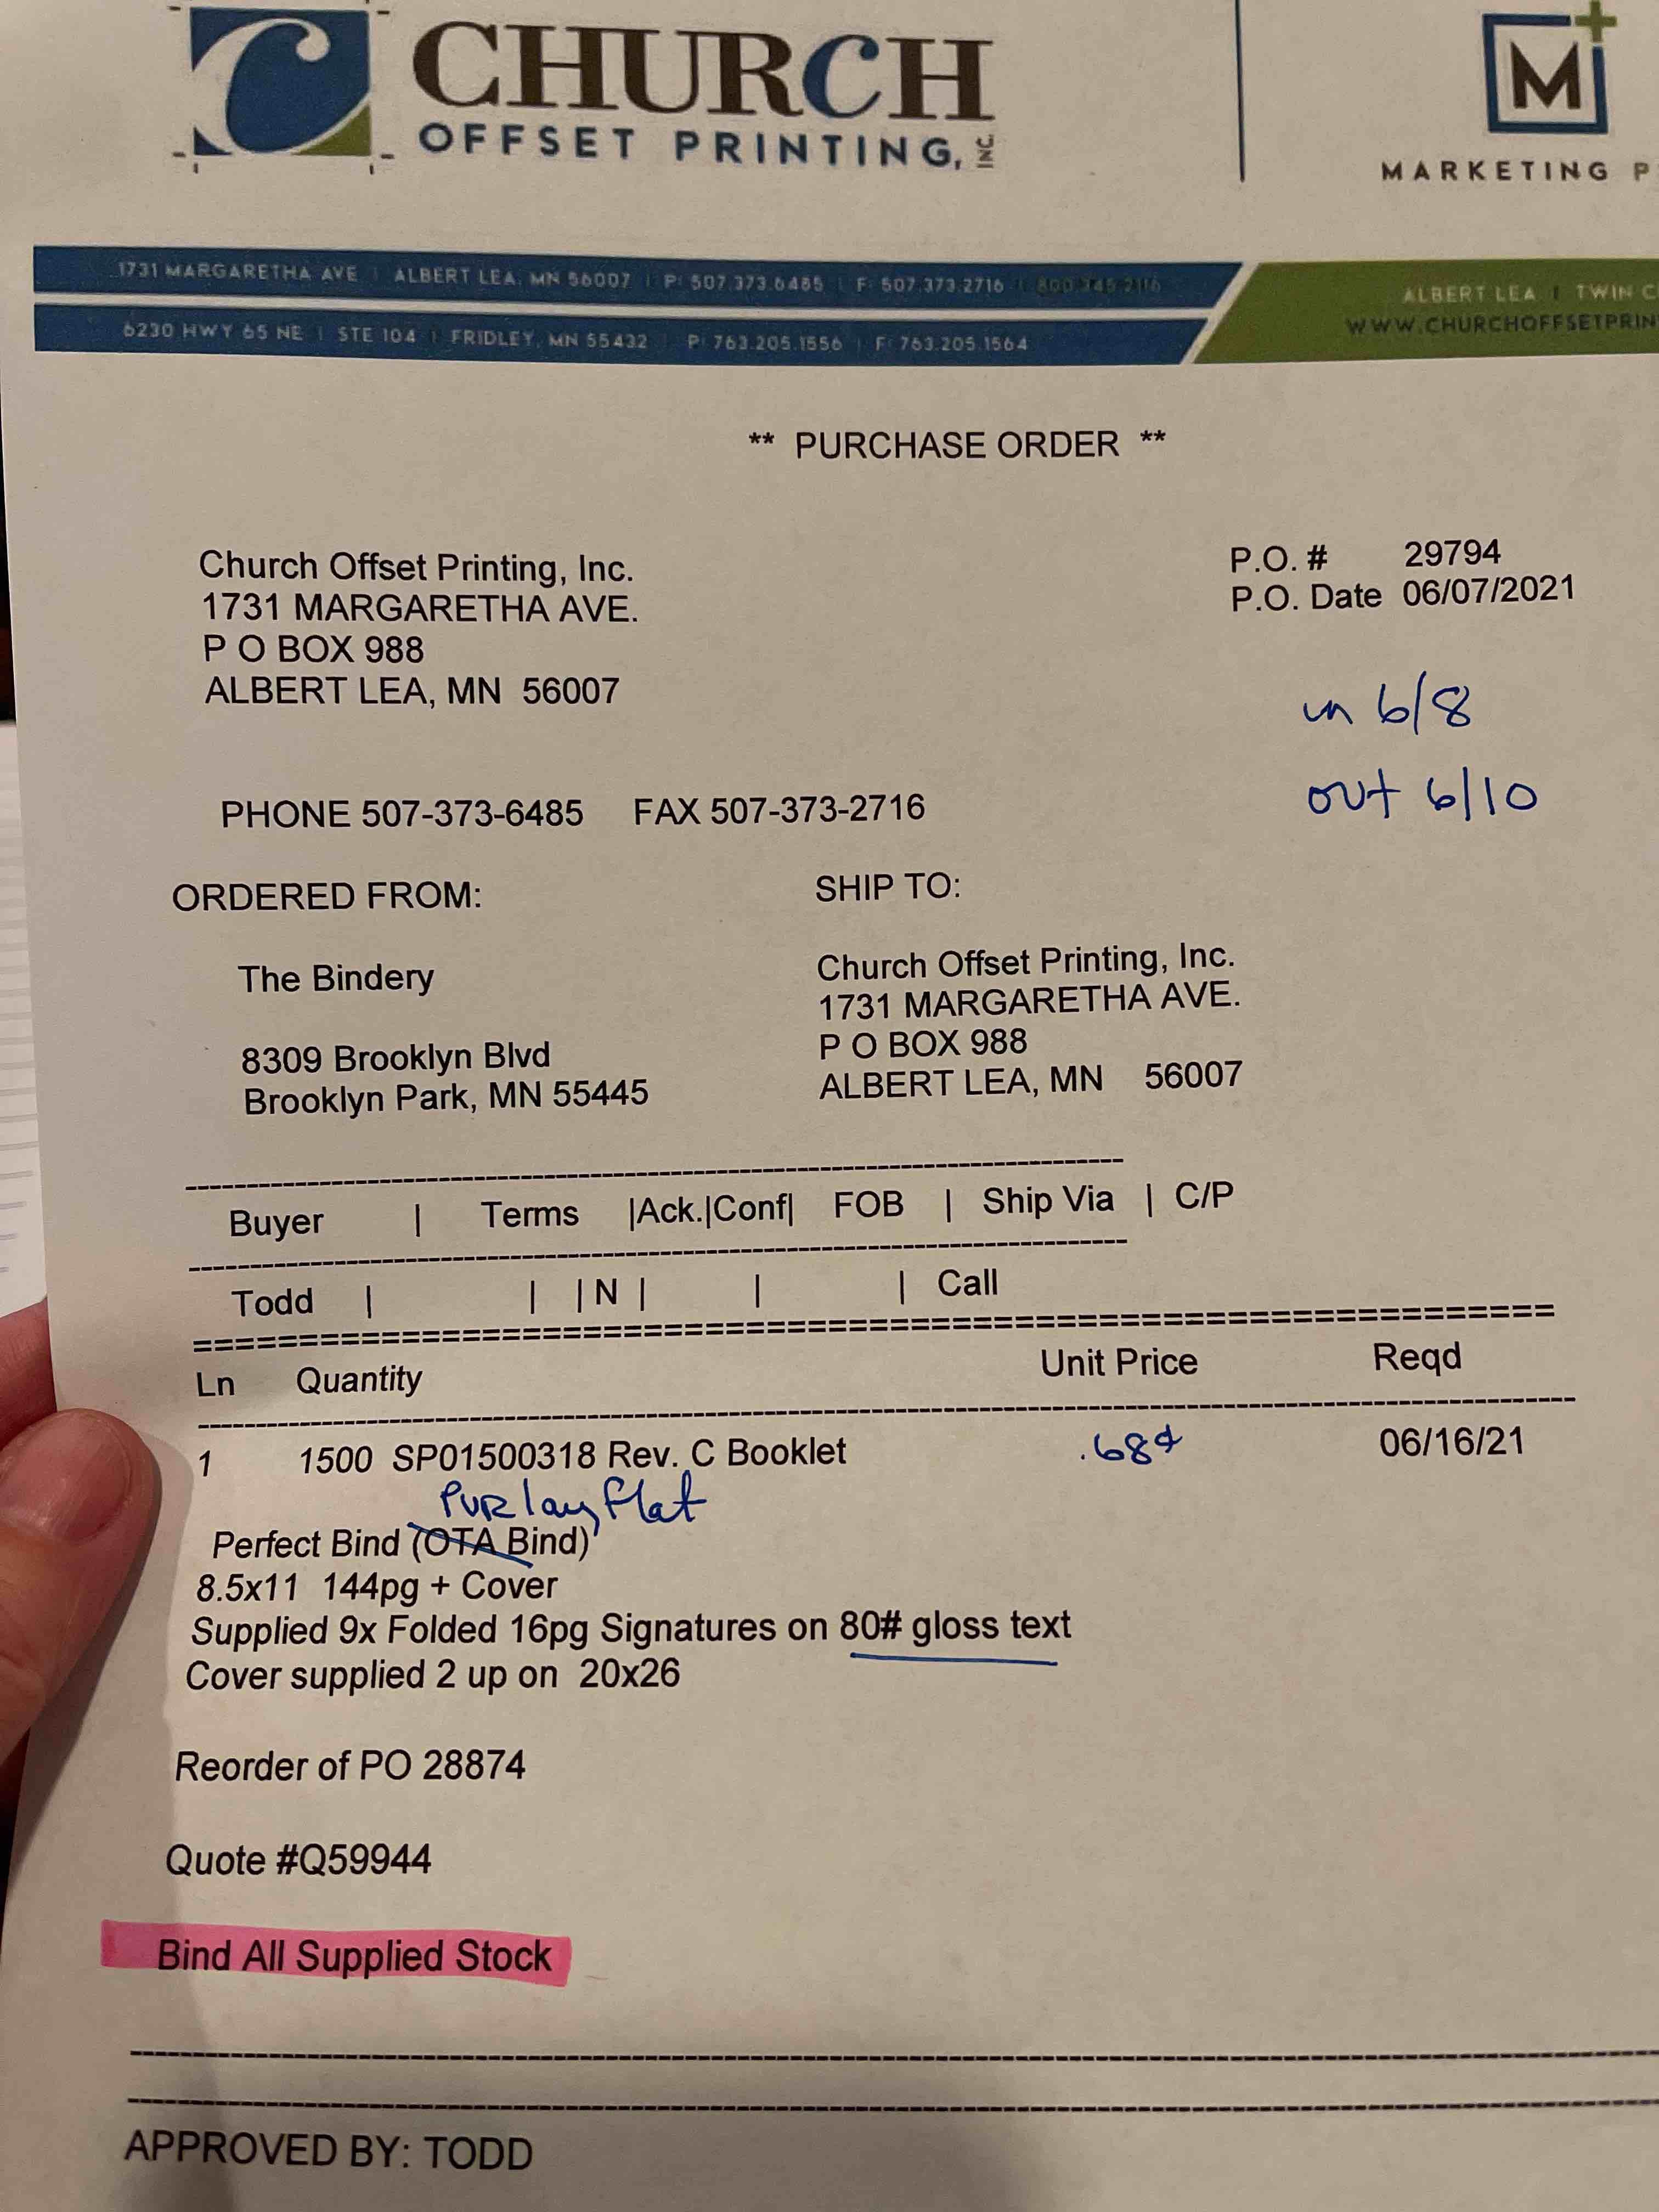 CHURCH
OFFSET PRINTING, INC.
M+
MARKETING P
1731 MARGARETHA AVE | ALBERT LEA, MN 56007 | P: 507.373.6485 | F: 507.373.2716 | 800.345.2116
6230 HWY 65 NE | STE 104 | FRIDLEY, MN 55432 | P: 763.205.1556 | F: 763.205.1564
ALBERT LEA | TWIN C
WWW.CHURCHOFFSETPRIN
** PURCHASE ORDER **
Church Offset Printing, Inc.
1731 MARGARETHA AVE.
P O BOX 988
ALBERT LEA, MN 56007
P.O. # 29794
P.O. Date 06/07/2021
in 6/8
out 6/10
PHONE 507-373-6485 FAX 507-373-2716
ORDERED FROM:
The Bindery
8309 Brooklyn Blvd
Brooklyn Park, MN 55445
SHIP TO:
Church Offset Printing, Inc.
1731 MARGARETHA AVE.
P O BOX 988
ALBERT LEA, MN 56007
Buyer | Terms |Ack.|Conf| FOB | Ship Via | C/P
Todd | | |N| | | Call
Ln Quantity Unit Price Reqd
1 1500 SP01500318 Rev. C Booklet .68¢ 06/16/21
PUR lay flat
Perfect Bind (OTA Bind)
8.5x11 144pg + Cover
Supplied 9x Folded 16pg Signatures on 80# gloss text
Cover supplied 2 up on 20x26
Reorder of PO 28874
Quote #Q59944
Bind All Supplied Stock
APPROVED BY: TODD